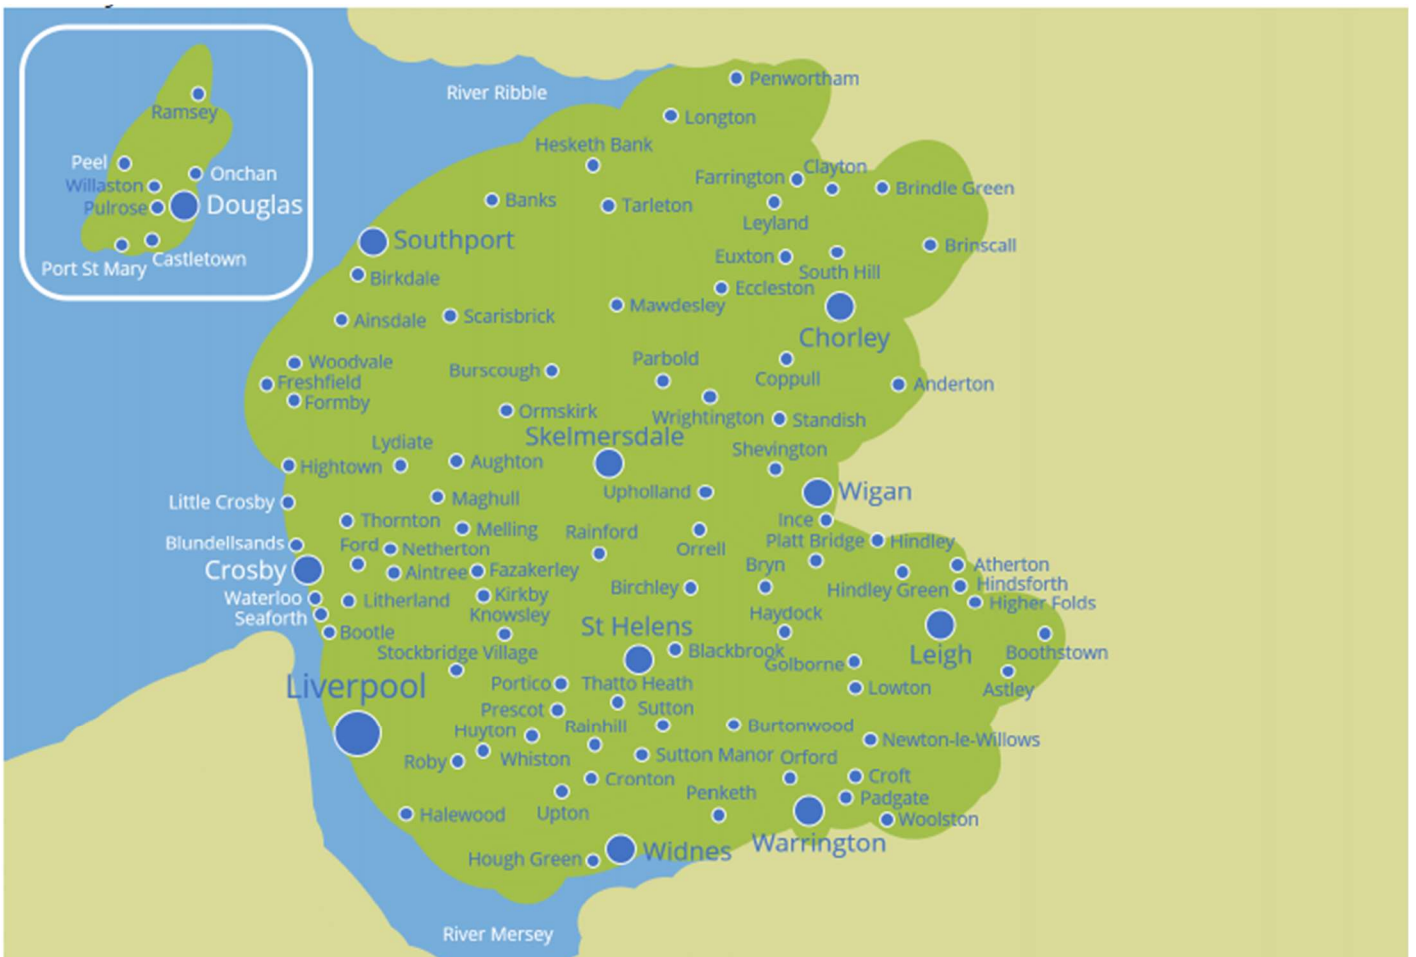 River Ribble
Penwortham
Longton
Ramsey
Hesketh Bank
Peel
Onchan
Farrington
Clayton
Willaston
Brindle Green
Pulrose
Douglas
Banks
Tarleton
Leyland
Southport
Brinscall
Castletown
Port St Mary
Euxton
South Hill
Birkdale
Eccleston
Mawdesley
Ainsdale
Scarisbrick
Chorley
Woodvale
Parbold
Burscough
Coppull
Freshfield
Anderton
Formby
Ormskirk
Wrightington
Standish
Skelmersdale
Lydiate
Shevington
Hightown
Aughton
Upholland
Wigan
Little Crosby
Maghull
Thornton
Ince
Melling
Rainford
Blundellsands
Ford
Netherton
Orrell
Platt Bridge
Hindley
Crosby
Aintree
Fazakerley
Bryn
Atherton
Hindsforth
Birchley
Hindley Green
Waterloo
Litherland
Kirkby
Higher Folds
Seaforth
Knowsley
Haydock
Bootle
St Helens
Stockbridge Village
Blackbrook
Leigh
Boothstown
Golborne
Liverpool
Portico
Thatto Heath
Lowton
Astley
Prescot
Sutton
Huyton
Rainhill
Burtonwood
Newton-le-Willows
Roby
Whiston
Sutton Manor
Orford
Cronton
Croft
Penketh
Padgate
Halewood
Upton
Woolston
Warrington
Hough Green
Widnes
River Mersey